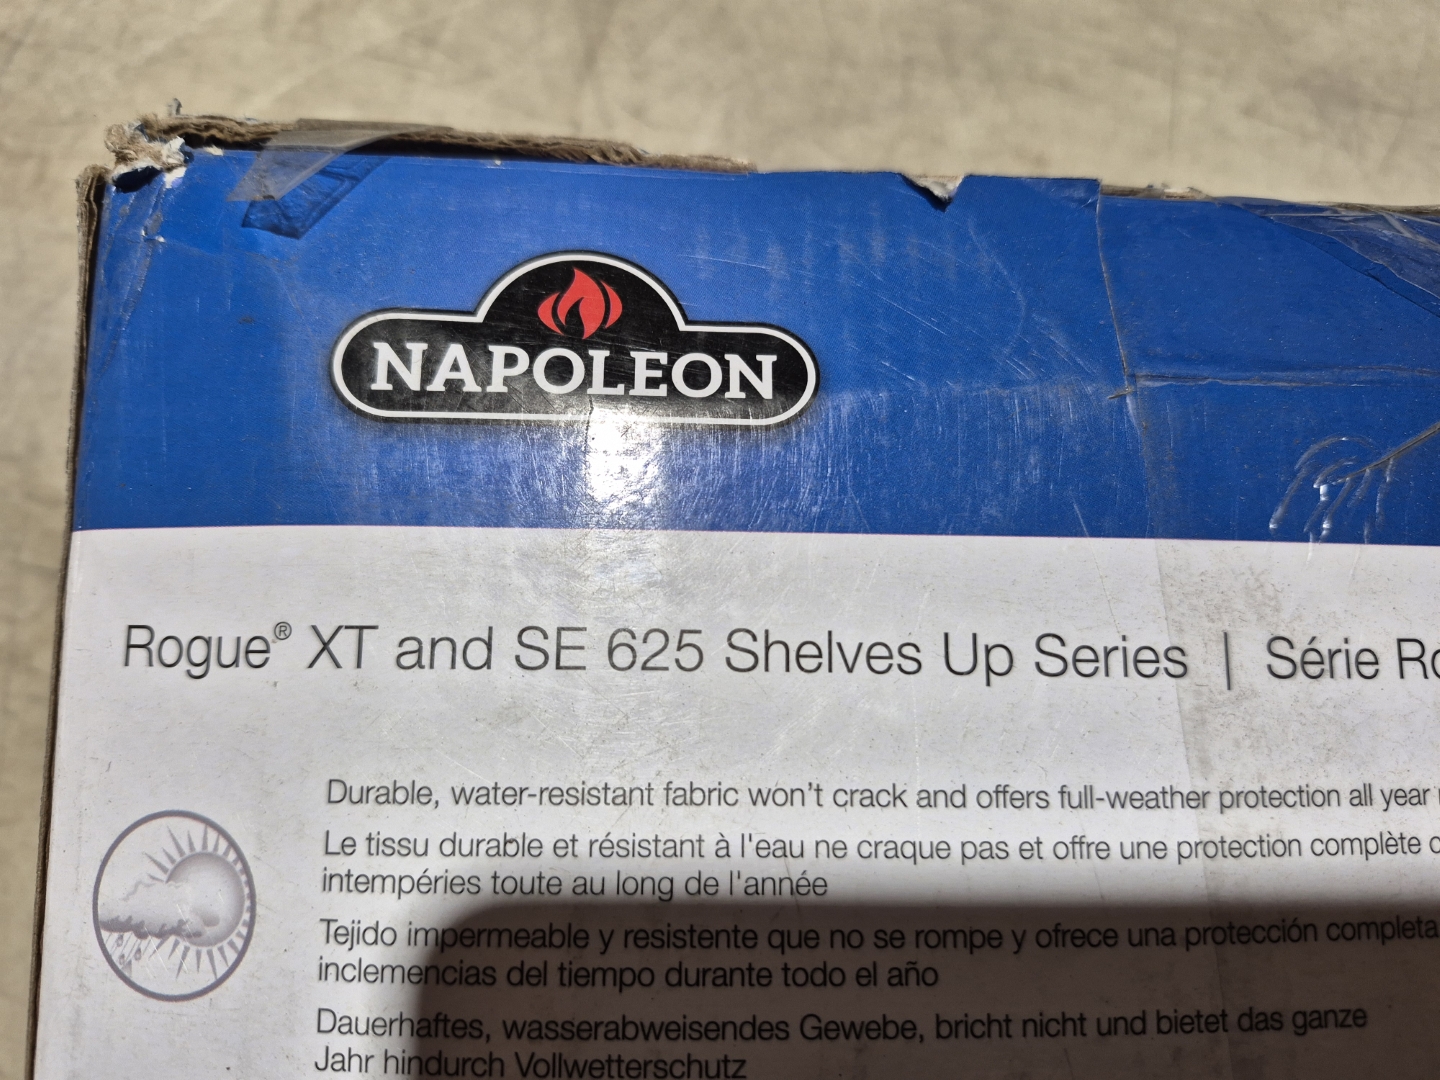 NAPOLEON
Rogue® XT and SE 625 Shelves Up Series | Série
Durable, water-resistant fabric won't crack and offers full-weather protection all year
Le tissu durable et résistant à l'eau ne craque pas et offre une protection complète
intempéries toute au long de l'année
Tejido impermeable y resistente que no se rompe y ofrece una protección completa
inclemencias del tiempo durante todo el año
Dauerhaftes, wasserabweisendes Gewebe, bricht nicht und bietet das ganze
Jahr hindurch Vollwetterschutz